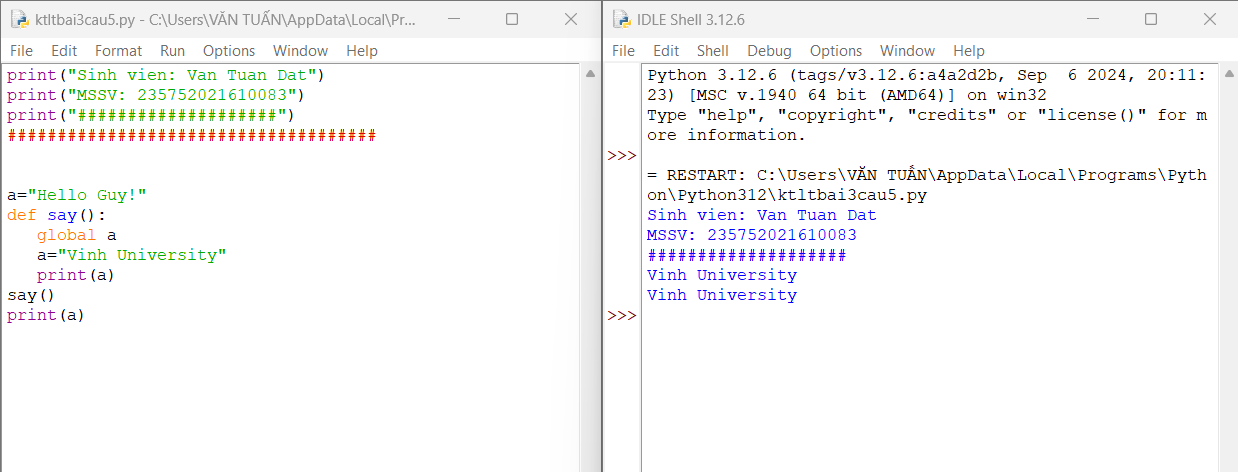 ktltbai3cau5.py - C:\Users\VĂN TUẤN\AppData\Local\Pr...
File Edit Format Run Options Window Help
print("Sinh vien: Van Tuan Dat")
print("MSSV: 235752021610083")
print("####################")
#####################################
a="Hello Guy!"
def say():
   global a
   a="Vinh University"
   print(a)
say()
print(a)
IDLE Shell 3.12.6
File Edit Shell Debug Options Window Help
Python 3.12.6 (tags/v3.12.6:a4a2d2b, Sep  6 2024, 20:11:
23) [MSC v.1940 64 bit (AMD64)] on win32
Type "help", "copyright", "credits" or "license()" for m
ore information.
>>>
= RESTART: C:\Users\VĂN TUẤN\AppData\Local\Programs\Pyth
on\Python312\ktltbai3cau5.py
Sinh vien: Van Tuan Dat
MSSV: 235752021610083
####################
Vinh University
Vinh University
>>>